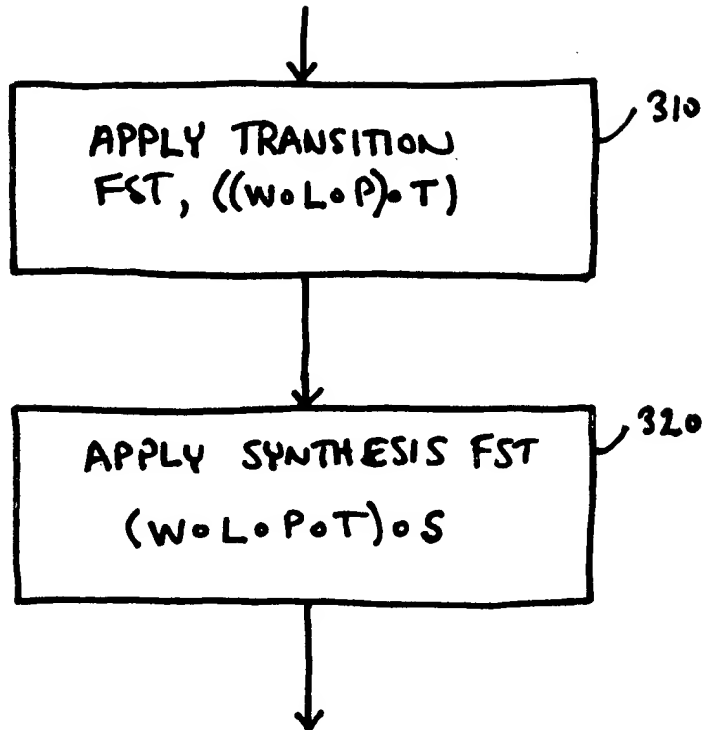 310
APPLY TRANSITION
FST, ((W∘L∘P)∘T)
320
APPLY SYNTHESIS FST
(W∘L∘P∘T)∘S